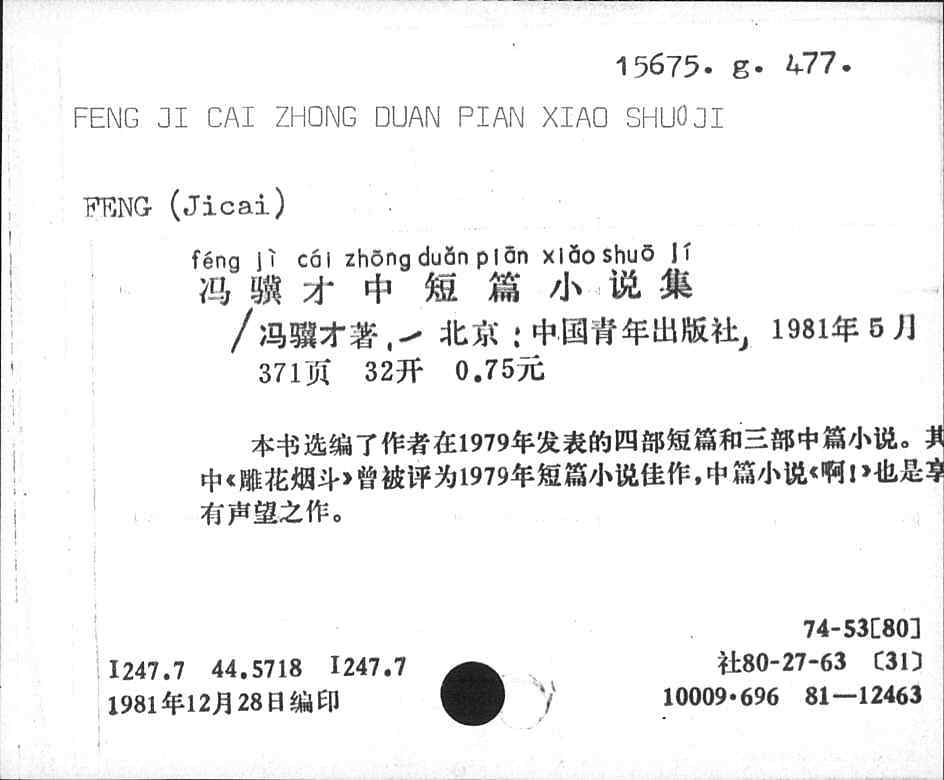 15675. g. 477.
FENG JI CAI ZHONG DUAN PIAN XIAO SHUO JI
FENG (Jicai)
féng jì cái zhōng duǎn piān xiǎo shuō jí
冯骥才中短篇小说集
/冯骥才著.— 北京：中国青年出版社, 1981年5月
371页 32开 0.75元
本书选编了作者在1979年发表的四部短篇和三部中篇小说。其
中《雕花烟斗》曾被评为1979年短篇小说佳作,中篇小说《啊!》也是享
有声望之作。
74-53[80]
I247.7 44.5718 I247.7 社80-27-63 〔31〕
1981年12月28日编印 10009·696 81—12463